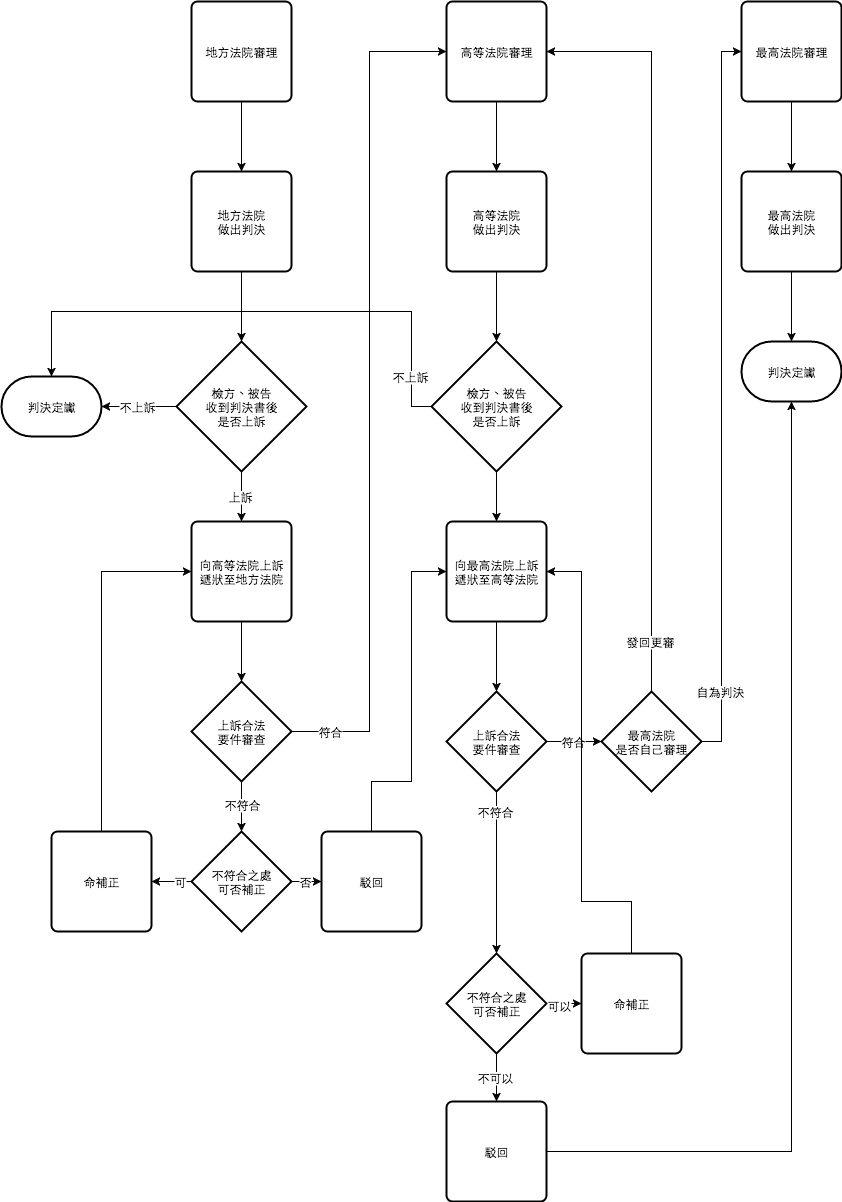 地方法院審理
高等法院審理
最高法院審理
地方法院
做出判決
高等法院
做出判決
最高法院
做出判決
檢方、被告
收到判決書後
是否上訴
不上訴
判決定讞
不上訴
檢方、被告
收到判決書後
是否上訴
判決定讞
上訴
向高等法院上訴
遞狀至地方法院
向最高法院上訴
遞狀至高等法院
發回更審
自為判決
上訴合法
要件審查
符合
上訴合法
要件審查
符合
最高法院
是否自己審理
不符合
不符合
命補正
可
不符合之處
可否補正
否
駁回
不符合之處
可否補正
可以
命補正
不可以
駁回